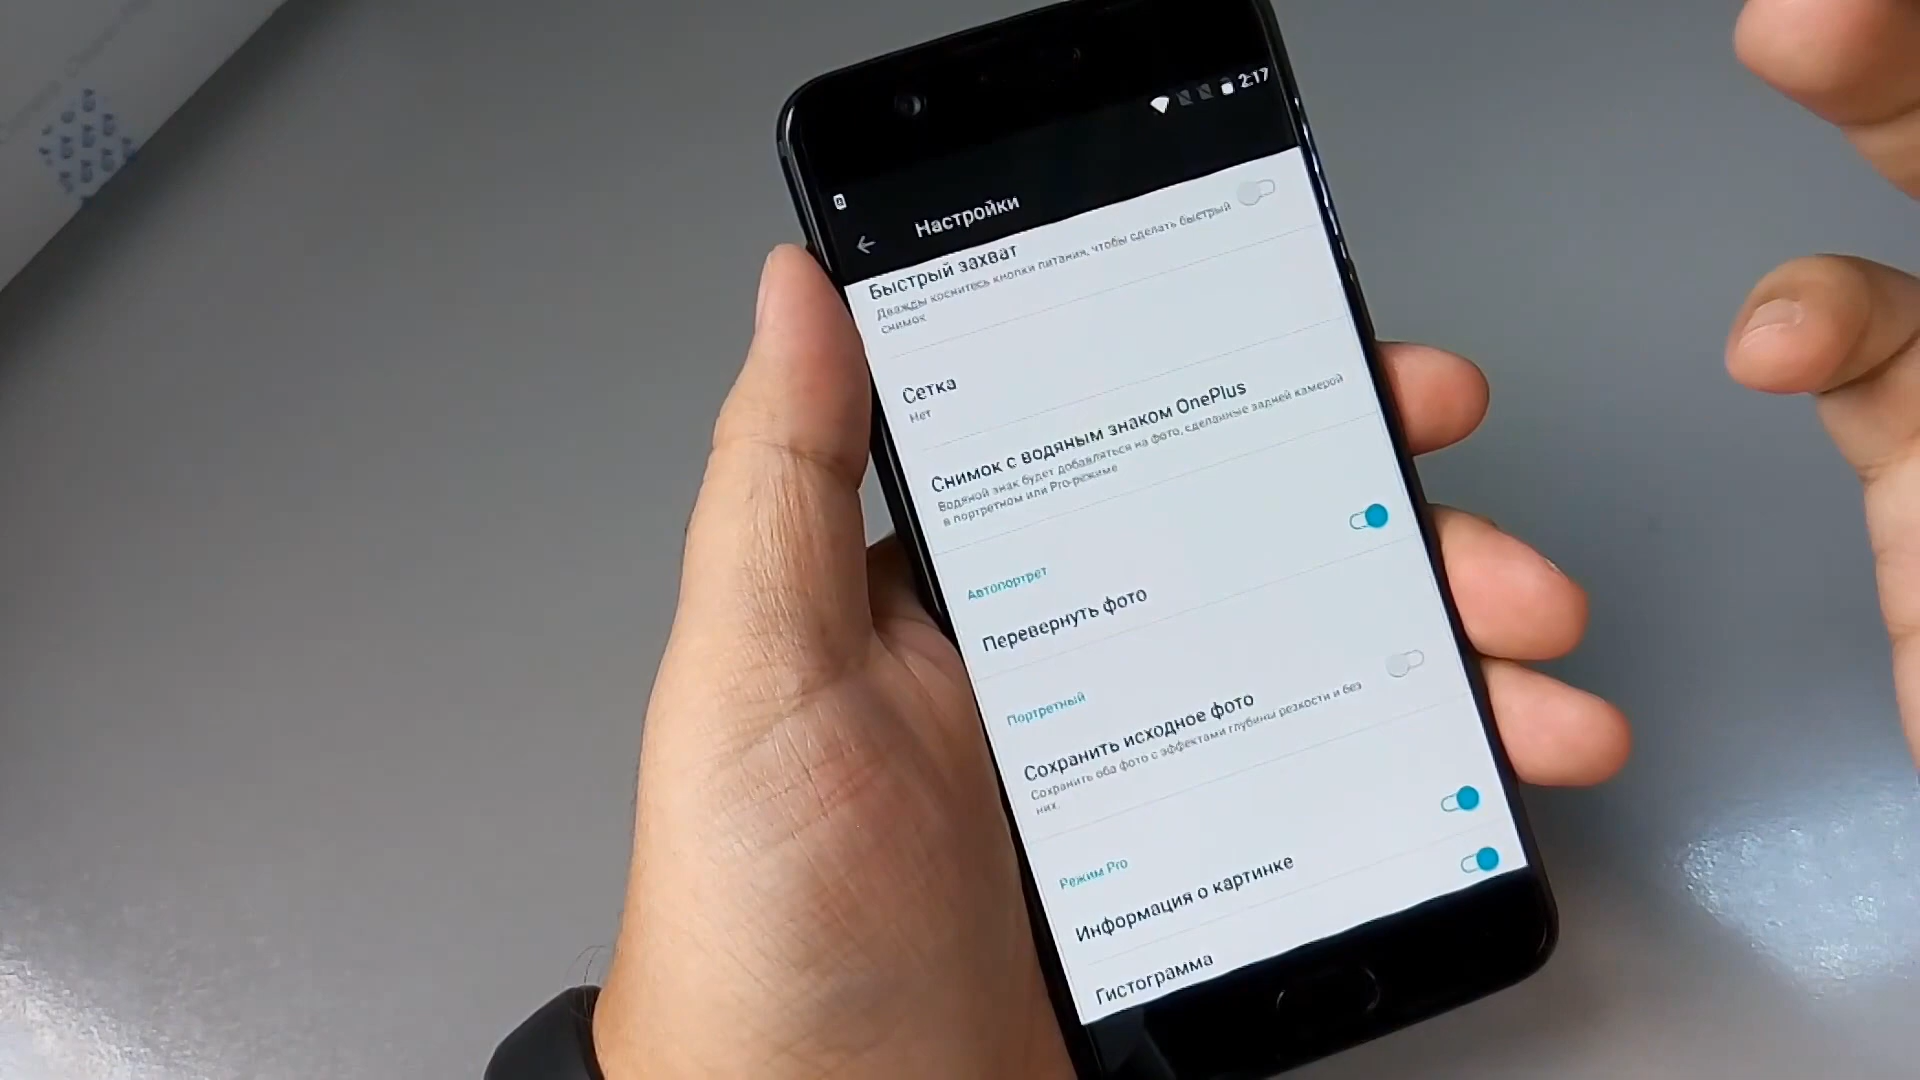 2:17
Настройки
Быстрый захват
Дважды коснитесь кнопки питания, чтобы сделать быстрый
снимок
Сетка
Нет
Снимок с водяным знаком OnePlus
Водяной знак будет добавляться на фото, сделанные задней камерой
в портретном или Pro-режиме
Автопортрет
Перевернуть фото
Портретный
Сохранить исходное фото
Сохранить оба фото с эффектами глубины резкости и без
них.
Режим Pro
Информация о картинке
Гистограмма